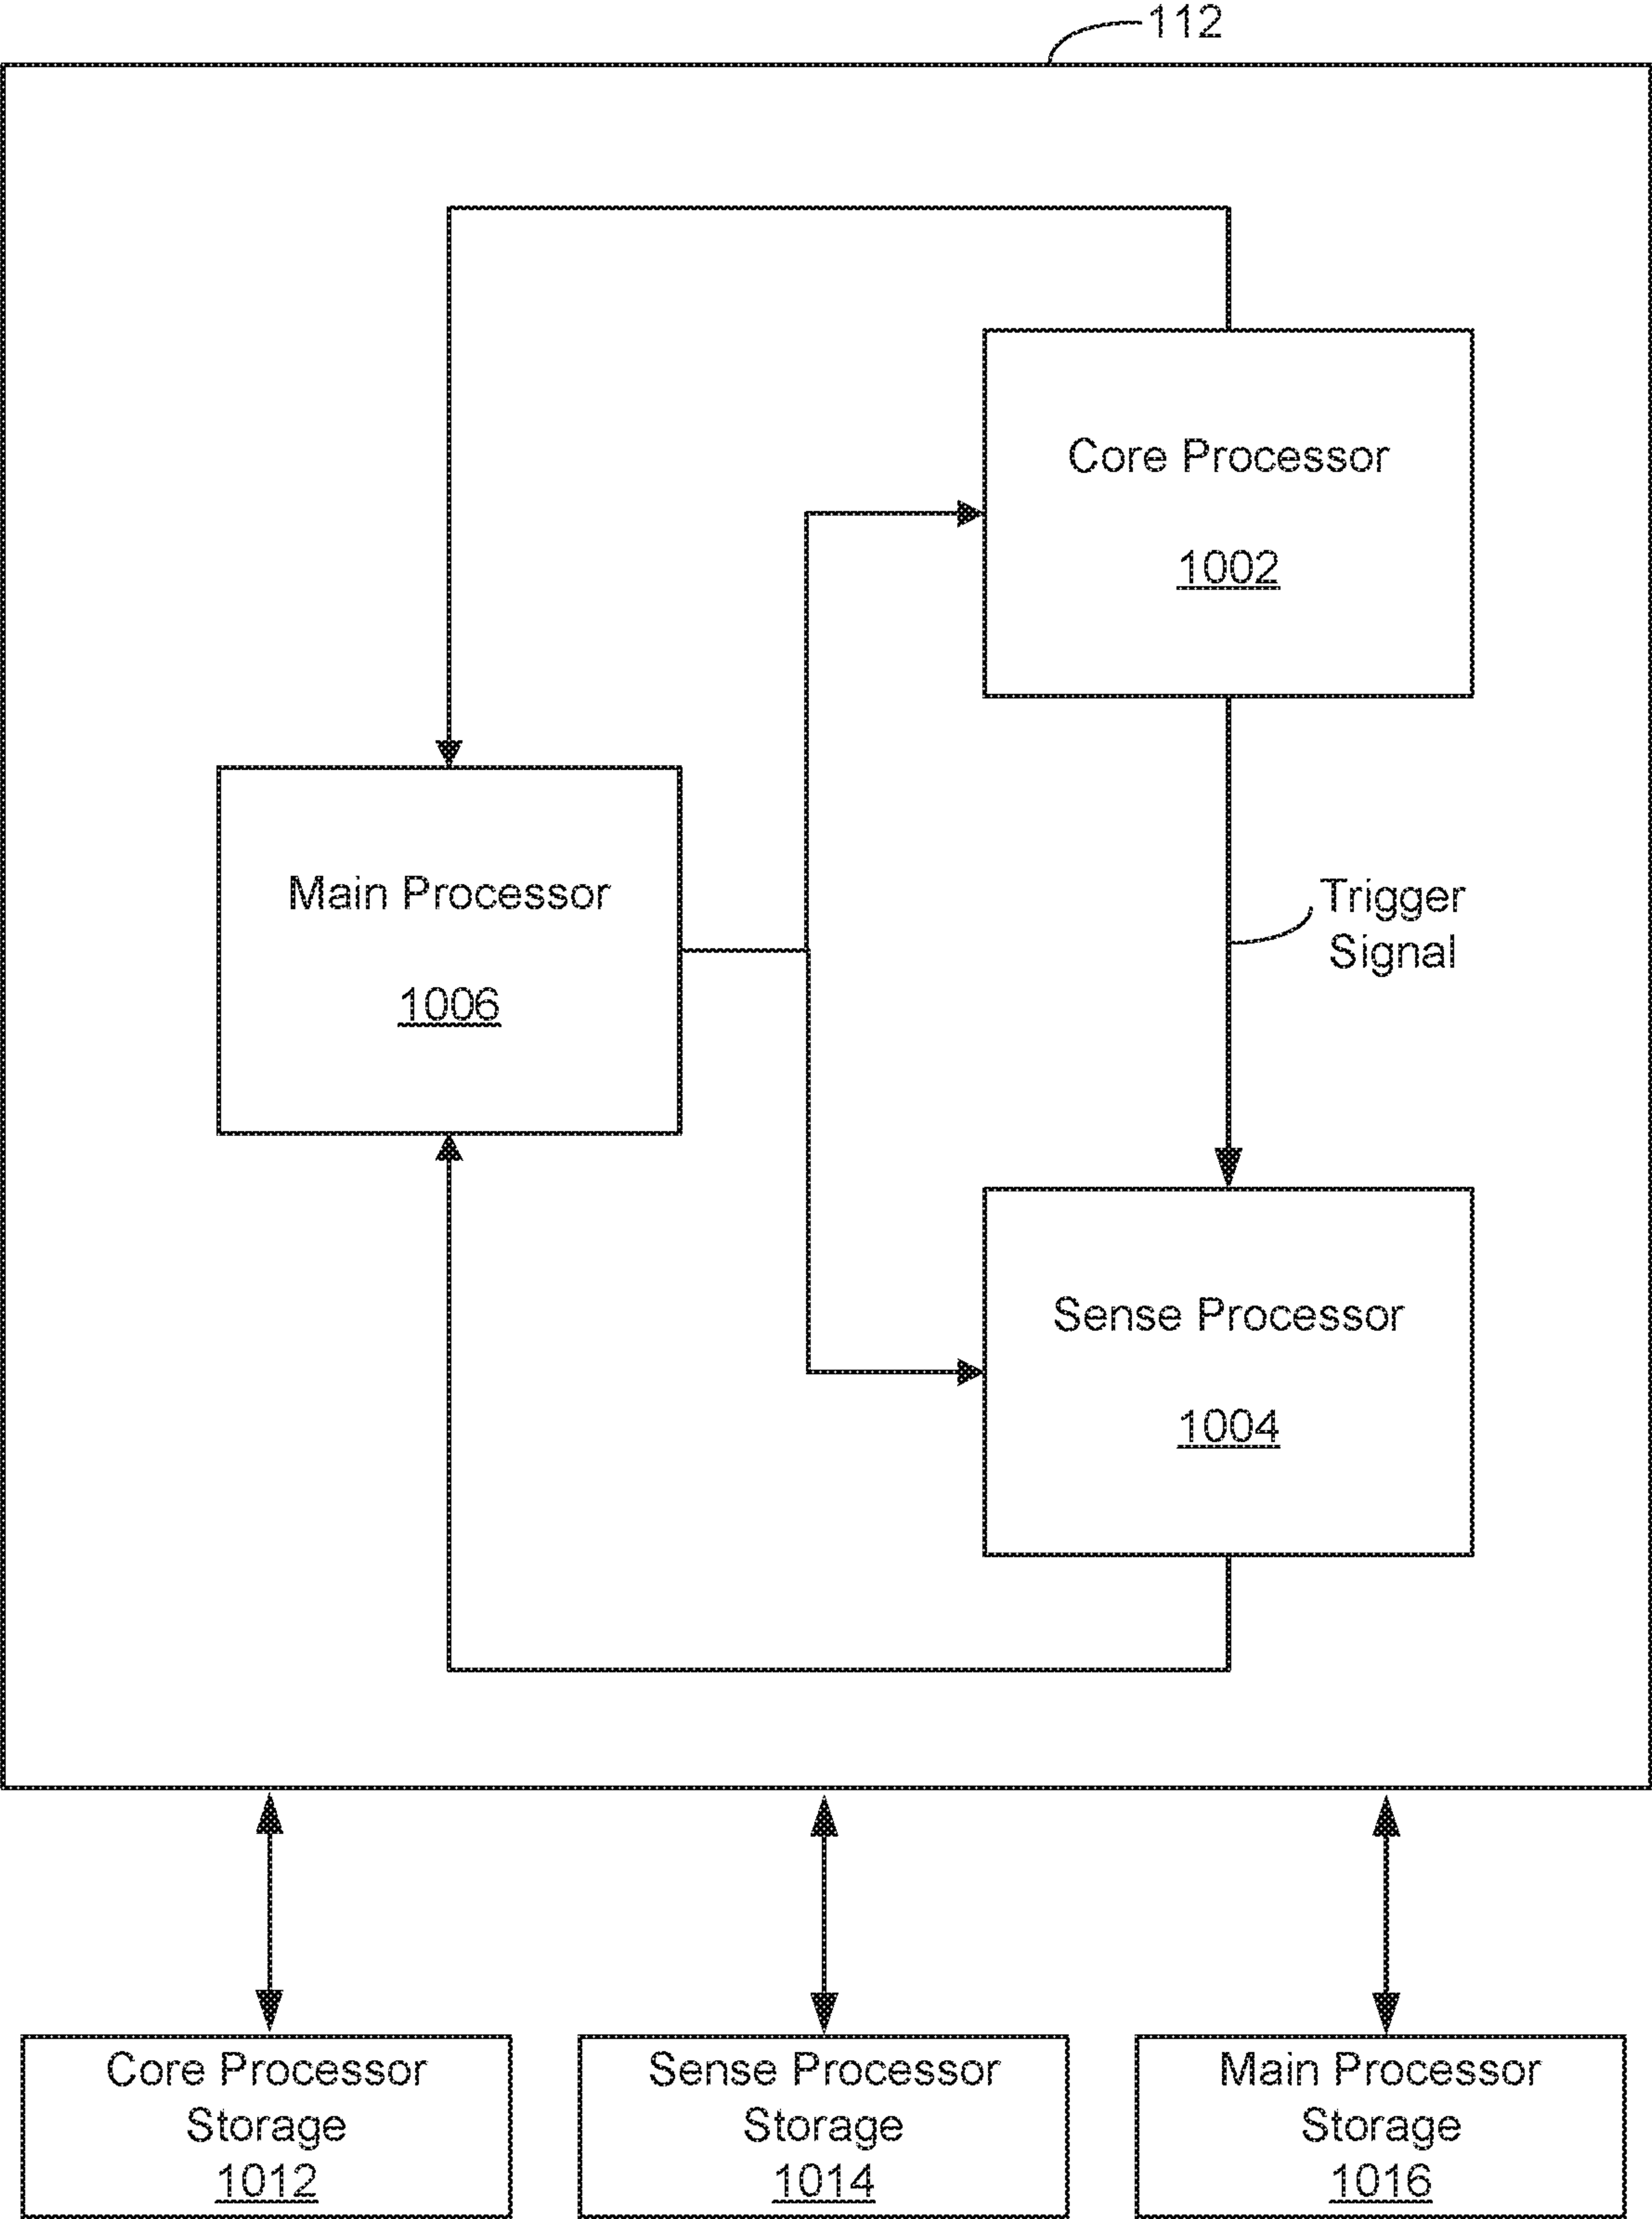 112
Core Processor
1002
Main Processor
1006
Trigger
Signal
Sense Processor
1004
Core Processor
Storage
1012
Sense Processor
Storage
1014
Main Processor
Storage
1016